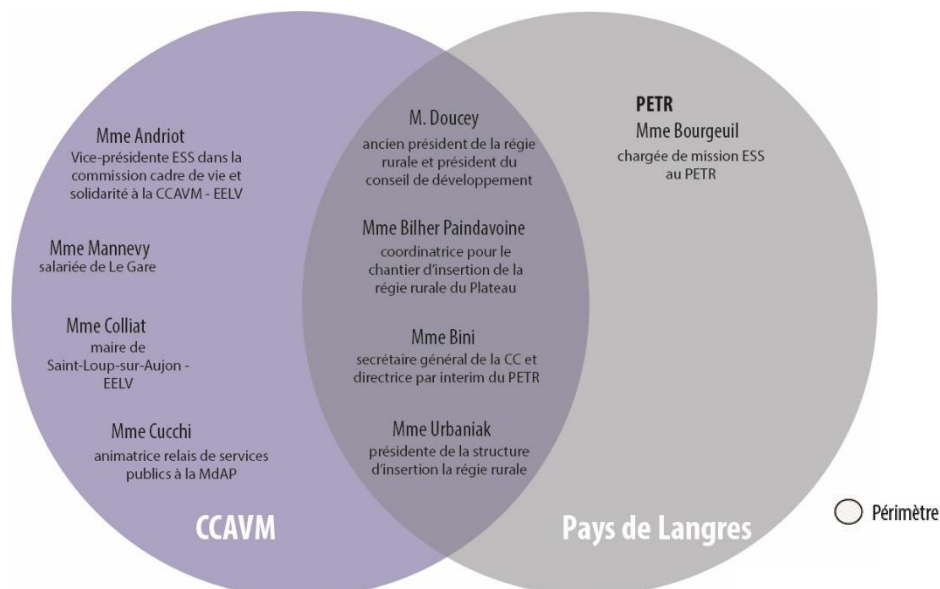 Mme Andriot
Vice-présidente ESS dans la
commission cadre de vie et
solidarité à la CCAVM - EELV
Mme Mannevy
salariée de Le Gare
Mme Colliat
maire de
Saint-Loup-sur-Aujon -
EELV
Mme Cucchi
animatrice relais de services
publics à la MdAP
CCAVM
M. Doucey
ancien président de la régie
rurale et président du
conseil de développement
Mme Bilher Paindavoine
coordinatrice pour le
chantier d'insertion de la
régie rurale du Plateau
Mme Bini
secrétaire général de la CC et
directrice par interim du PETR
Mme Urbaniak
présidente de la structure
d'insertion la régie rurale
PETR
Mme Bourgeuil
chargée de mission ESS
au PETR
Pays de Langres
Périmètre